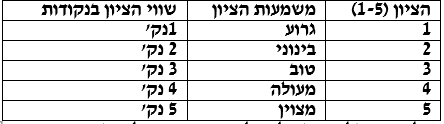 הציון (1-5) משמעות הציון שווי הציון בנקודות
1 גרוע 1נק'
2 בינוני 2 נק'
3 טוב 3 נק'
4 מעולה 4 נק'
5 מצוין 5 נק'